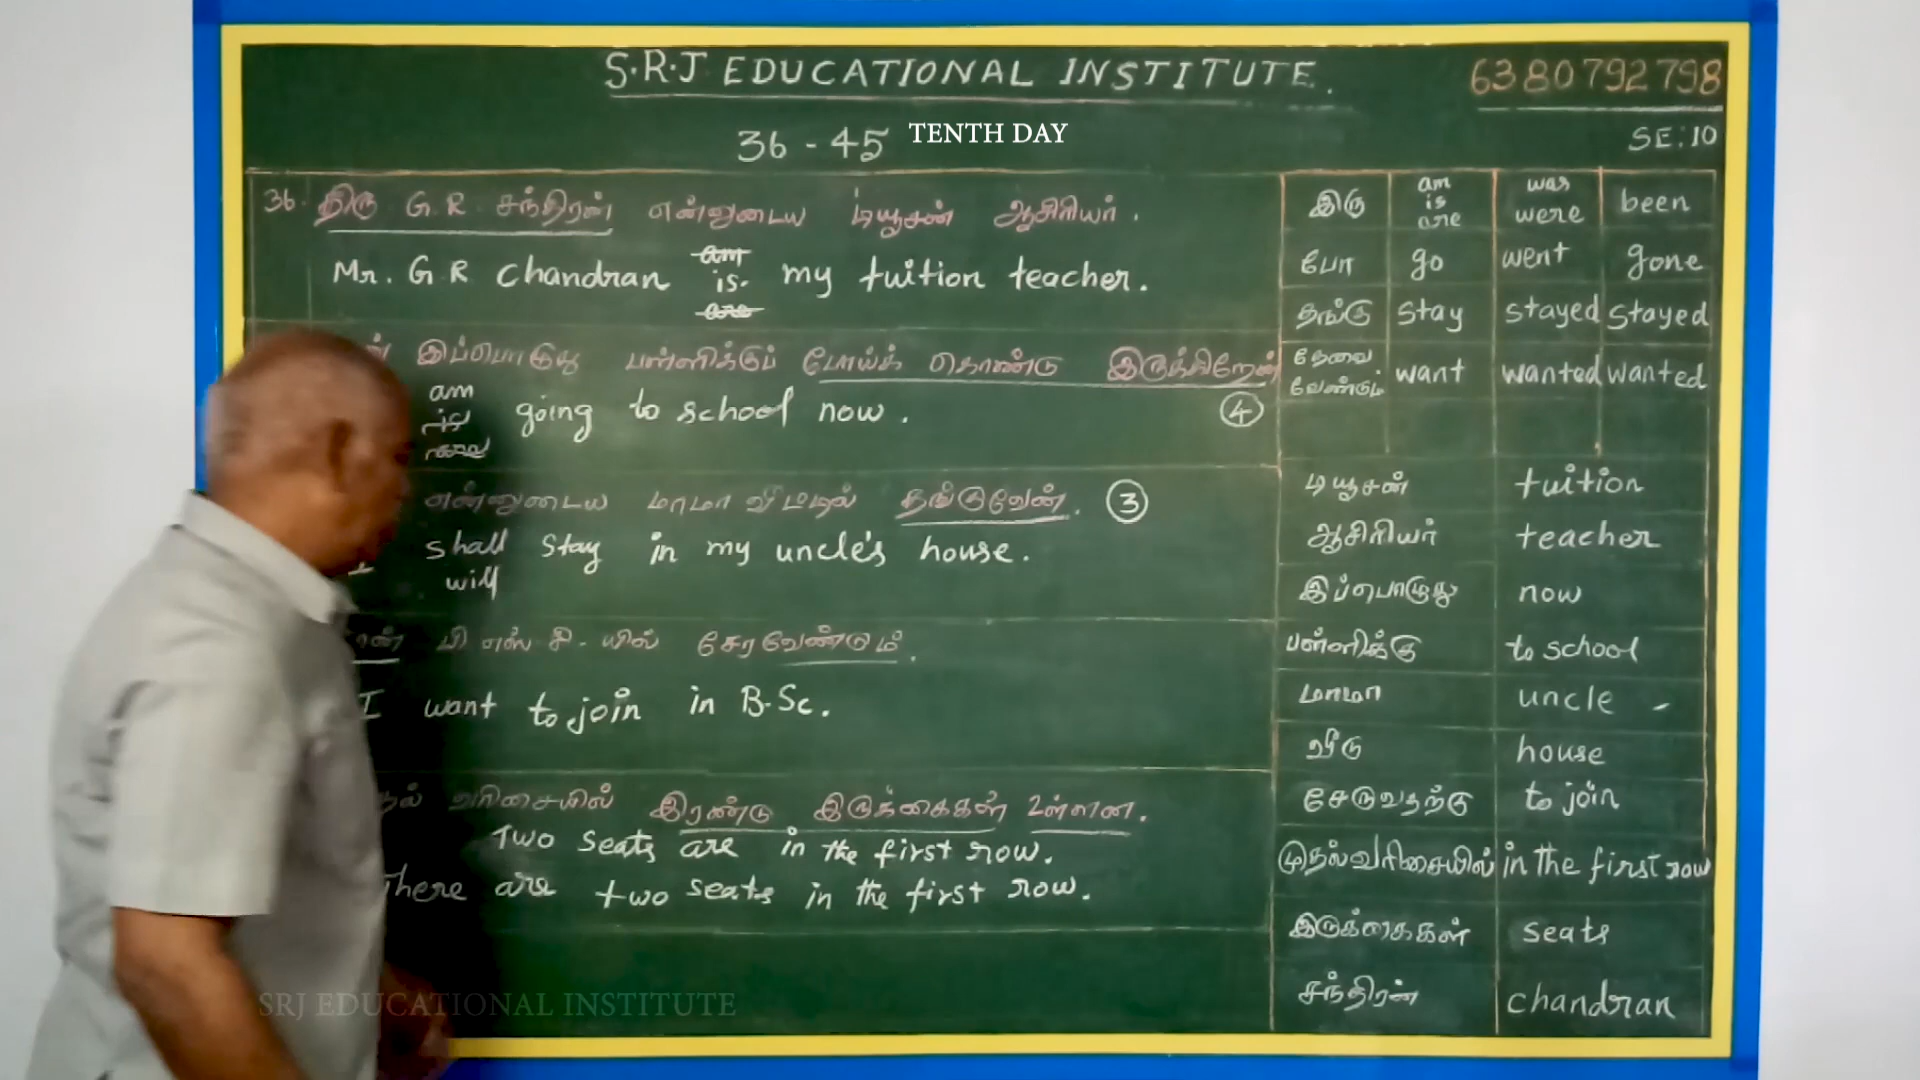 S.R.J EDUCATIONAL INSTITUTE.
6380792798
36 - 45 TENTH DAY
SE:10
36. திரு G.R சந்திரன் என்னுடைய டியூசன் ஆசிரியர்.
am
Mr. G R Chandran is. my tuition teacher.
are
இப்பொழுது பள்ளிக்குப் போய்க் கொண்டு இருக்கிறேன்
am
is going to school now. 4
are
என்னுடைய மாமா வீட்டில் தங்குவேன். 3
shall stay in my uncle's house.
will
பி எஸ் சி - யில் சேரவேண்டும்.
I want to join in B.Sc.
வரிசையில் இரண்டு இருக்கைகள் உள்ளன.
Two seats are in the first row.
There are two seats in the first row.
இரு am is are was were been
போ go went gone
தங்கு stay stayed stayed
தேவை வேண்டும் want wanted wanted
டியூசன் tuition
ஆசிரியர் teacher
இப்பொழுது now
பள்ளிக்கு to school
மாமா uncle
வீடு house
சேருவதற்கு to join
முதல் வரிசையில் in the first row
இருக்கைகள் seats
சந்திரன் chandran
SRJ EDUCATIONAL INSTITUTE